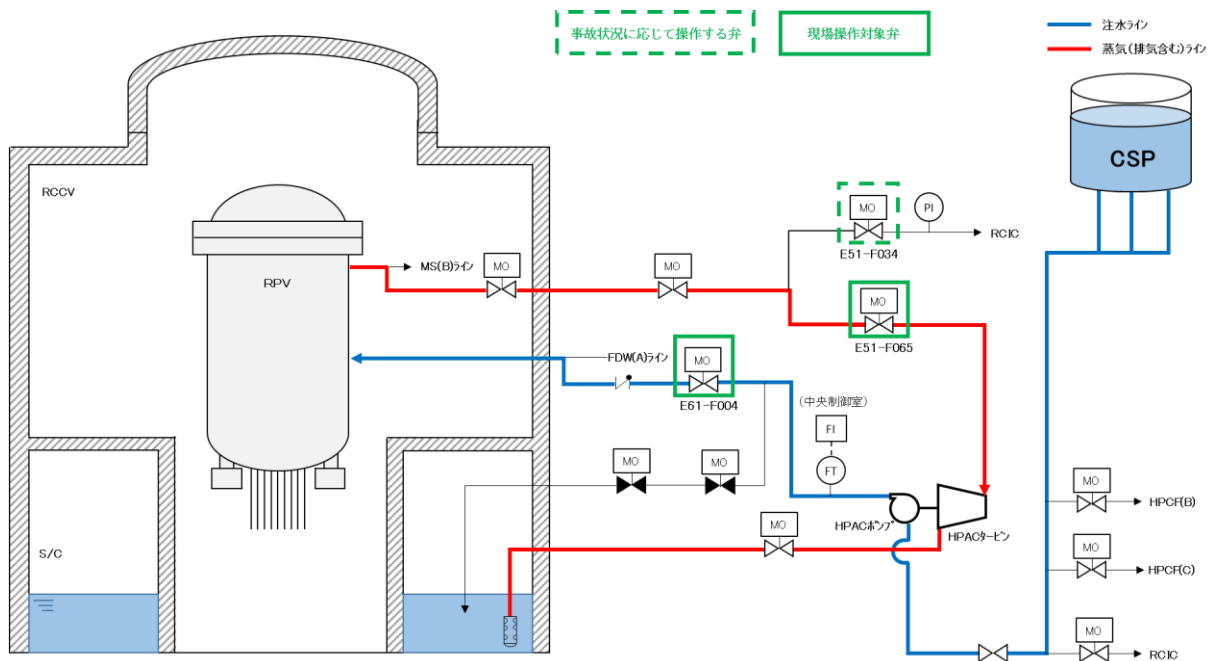 事故状況に応じて操作する弁
現場操作対象弁
注水ライン
蒸気(排気含む)ライン
CSP
RCCV
MO
PI
RCIC
E51-F034
MS(B)ライン
MO
MO
RPV
MO
E51-F065
FDW(A)ライン
MO
E61-F004
(中央制御室)
FI
FT
MO
MO
MO
HPCF(B)
HPACポンプ
HPACタービン
MO
S/C
MO
HPCF(C)
MO
RCIC